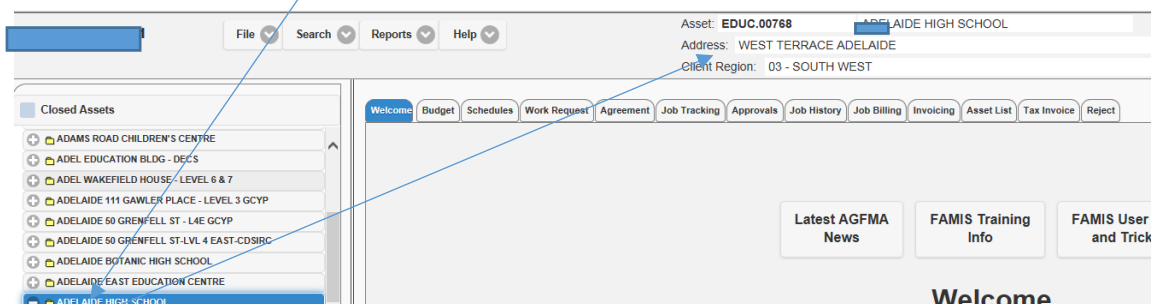 File Search Reports Help
Asset: EDUC.00768 ADELAIDE HIGH SCHOOL
Address: WEST TERRACE ADELAIDE
Client Region: 03 - SOUTH WEST
Closed Assets
ADAMS ROAD CHILDREN'S CENTRE
ADEL EDUCATION BLDG - DECS
ADEL WAKEFIELD HOUSE - LEVEL 6 & 7
ADELAIDE 111 GAWLER PLACE - LEVEL 3 GCYP
ADELAIDE 50 GRENFELL ST - L4E GCYP
ADELAIDE 50 GRENFELL ST-LVL 4 EAST-CDSIRC
ADELAIDE BOTANIC HIGH SCHOOL
ADELAIDE EAST EDUCATION CENTRE
ADELAIDE HIGH SCHOOL
Welcome Budget Schedules Work Request Agreement Job Tracking Approvals Job History Job Billing Invoicing Asset List Tax Invoice Reject
Latest AGFMA
News
FAMIS Training
Info
FAMIS User
and Trick
Welcome